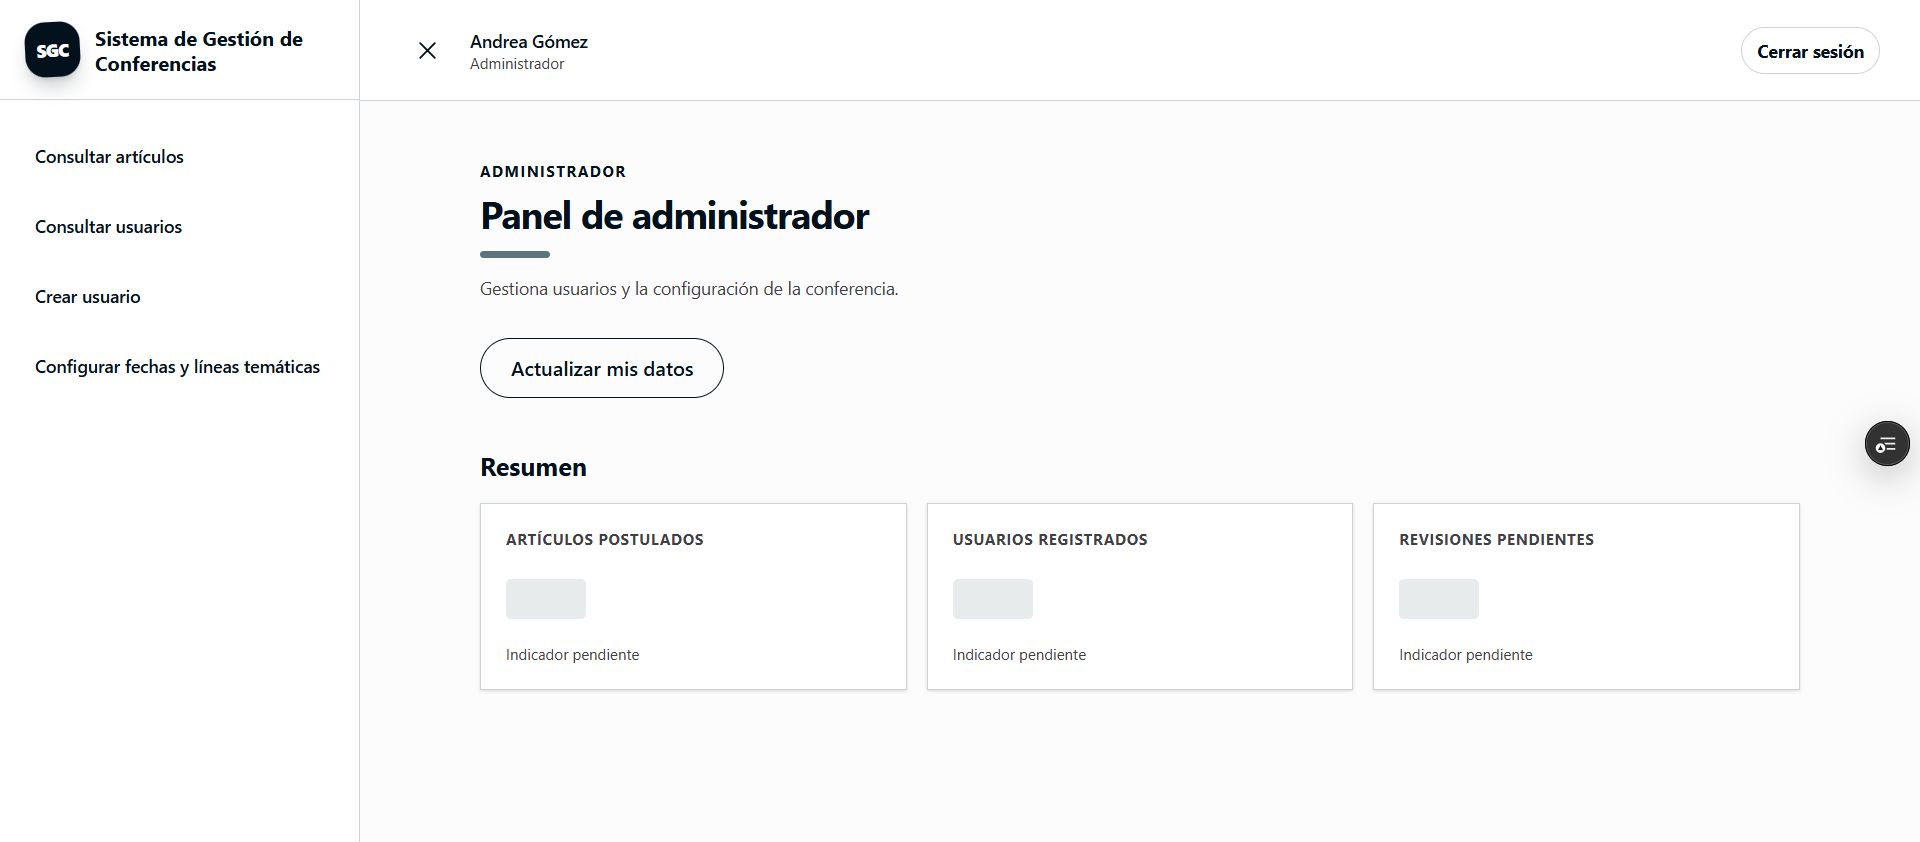 SGC
Sistema de Gestión de
Conferencias
Andrea Gómez
Administrador
Cerrar sesión
Consultar artículos
Consultar usuarios
Crear usuario
Configurar fechas y líneas temáticas
ADMINISTRADOR
Panel de administrador
Gestiona usuarios y la configuración de la conferencia.
Actualizar mis datos
Resumen
ARTÍCULOS POSTULADOS
Indicador pendiente
USUARIOS REGISTRADOS
Indicador pendiente
REVISIONES PENDIENTES
Indicador pendiente